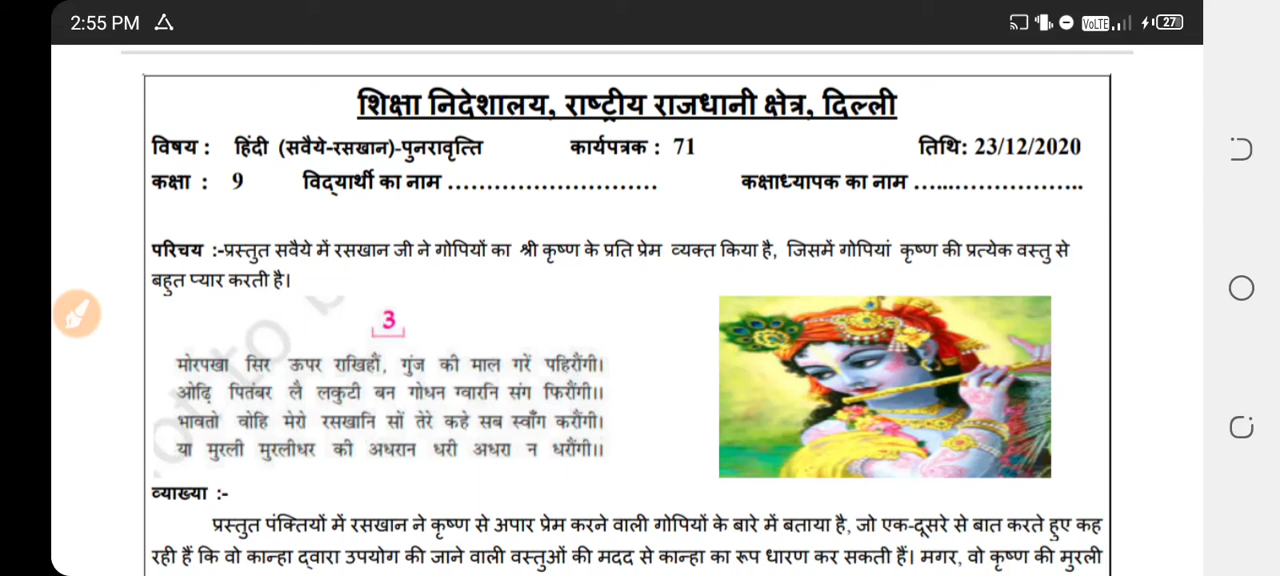 2:55 PM
VoLTE 27
शिक्षा निदेशालय, राष्ट्रीय राजधानी क्षेत्र, दिल्ली
विषय : हिंदी (सवैये-रसखान)-पुनरावृत्ति कार्यपत्रक : 71 तिथि: 23/12/2020
कक्षा : 9 विद्यार्थी का नाम ........................... कक्षाध्यापक का नाम ........................
परिचय :-प्रस्तुत सवैये में रसखान जी ने गोपियों का श्री कृष्ण के प्रति प्रेम व्यक्त किया है, जिसमें गोपियां कृष्ण की प्रत्येक वस्तु से
बहुत प्यार करती है।
3
मोरपखा सिर ऊपर राखिहौं, गुंज की माल गरें पहिरौंगी।
ओढ़ि पितंबर लै लकुटी बन गोधन ग्वारनि संग फिरौंगी।।
भावतो वोहि मेरो रसखानि सों तेरे कहे सब स्वाँग करौंगी।
या मुरली मुरलीधर की अधरान धरी अधरा न धरौंगी।।
व्याख्या :-
प्रस्तुत पंक्तियों में रसखान ने कृष्ण से अपार प्रेम करने वाली गोपियों के बारे में बताया है, जो एक-दूसरे से बात करते हुए कह
रही हैं कि वो कान्हा द्वारा उपयोग की जाने वाली वस्तुओं की मदद से कान्हा का रूप धारण कर सकती हैं। मगर, वो कृष्ण की मुरली